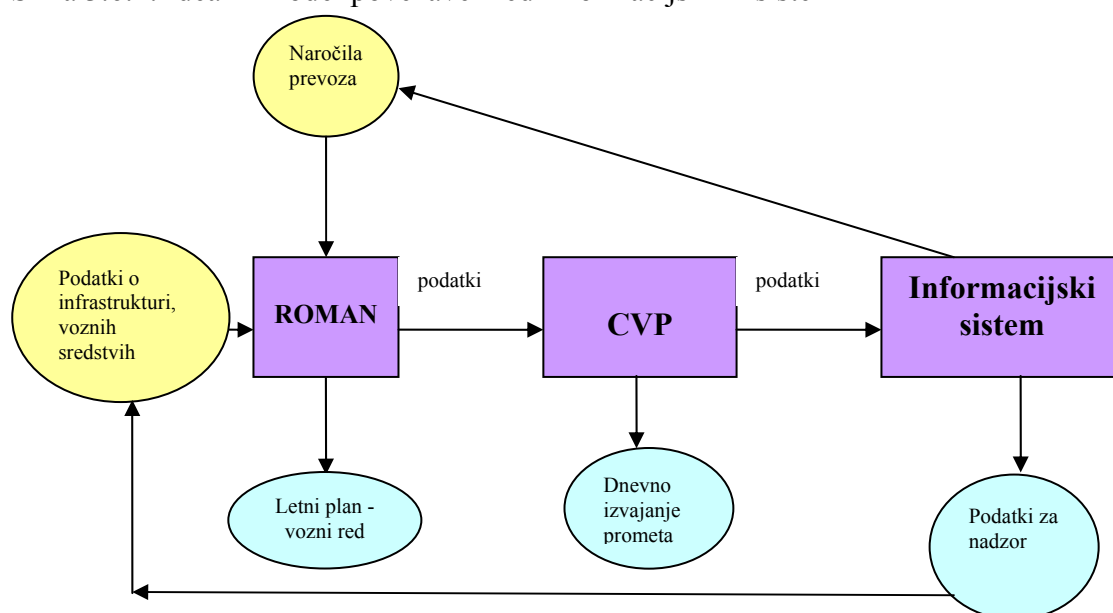 Naročila
prevoza
Podatki o
infrastrukturi,
voznih
sredstvih
ROMAN
podatki
CVP
podatki
Informacijski
sistem
Letni plan -
vozni red
Dnevno
izvajanje
prometa
Podatki za
nadzor